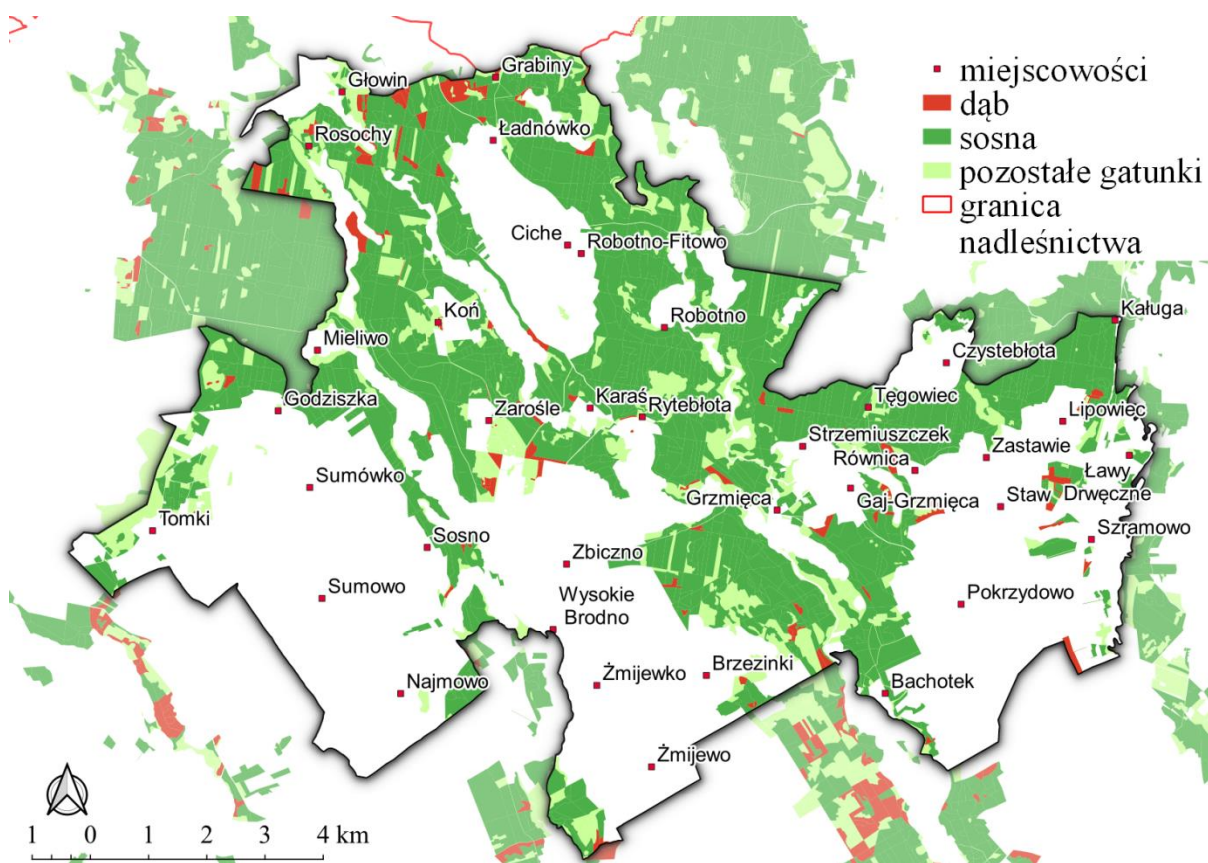 Głowin
Grabiny
Rosochy
Ładnówko
Ciche
Robotno-Fitowo
Koń
Robotno
Mieliwo
Kaługa
Czystebłota
Godziszka
Zarośle
Karaś
Rytebłota
Tęgowiec
Lipowiec
Strzemiuszczek
Równica
Zastawie
Ławy
Drwęczne
Sumówko
Grzmięca
Gaj-Grzmięca
Staw
Tomki
Szramowo
Sosno
Zbiczno
Sumowo
Wysokie
Brodno
Pokrzydowo
Najmowo
Żmijewko
Brzezinki
Bachotek
Żmijewo
miejscowości
dąb
sosna
pozostałe gatunki
granica
nadleśnictwa
1 0 1 2 3 4 km